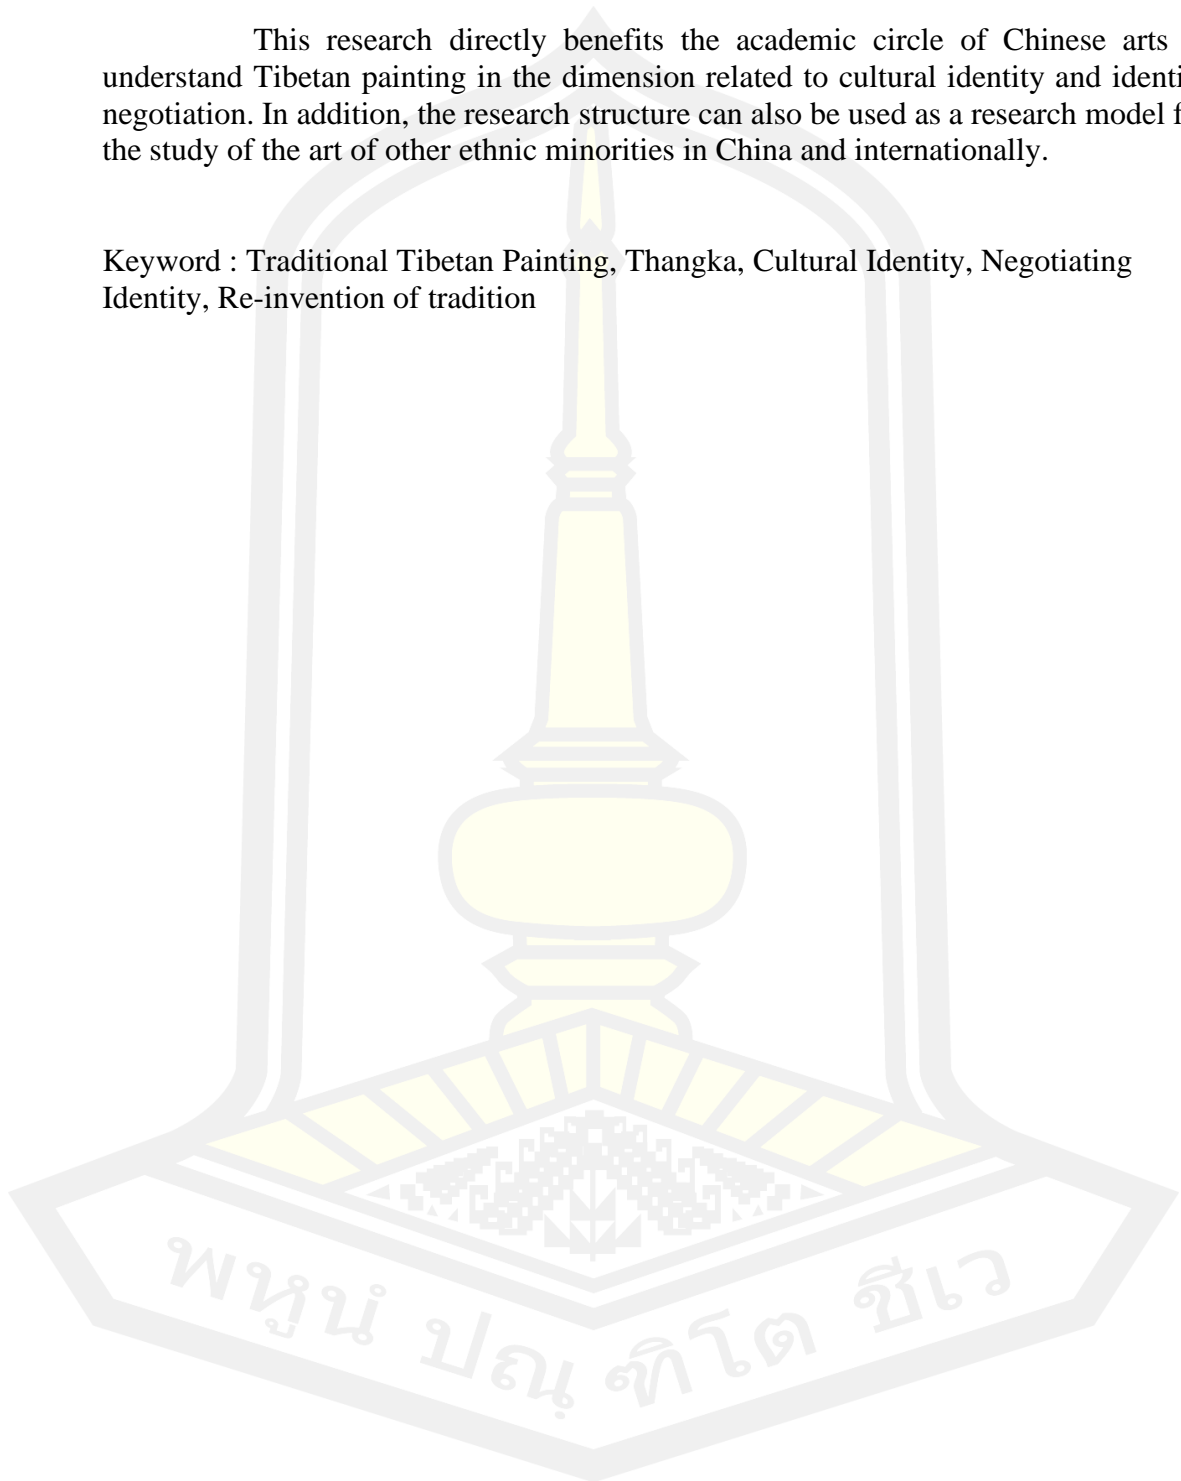 This research directly benefits the academic circle of Chinese arts
understand Tibetan painting in the dimension related to cultural identity and identi
negotiation. In addition, the research structure can also be used as a research model f
the study of the art of other ethnic minorities in China and internationally.
Keyword : Traditional Tibetan Painting, Thangka, Cultural Identity, Negotiating
Identity, Re-invention of tradition
พหูนํ ปณฺฑิโต ชีเว